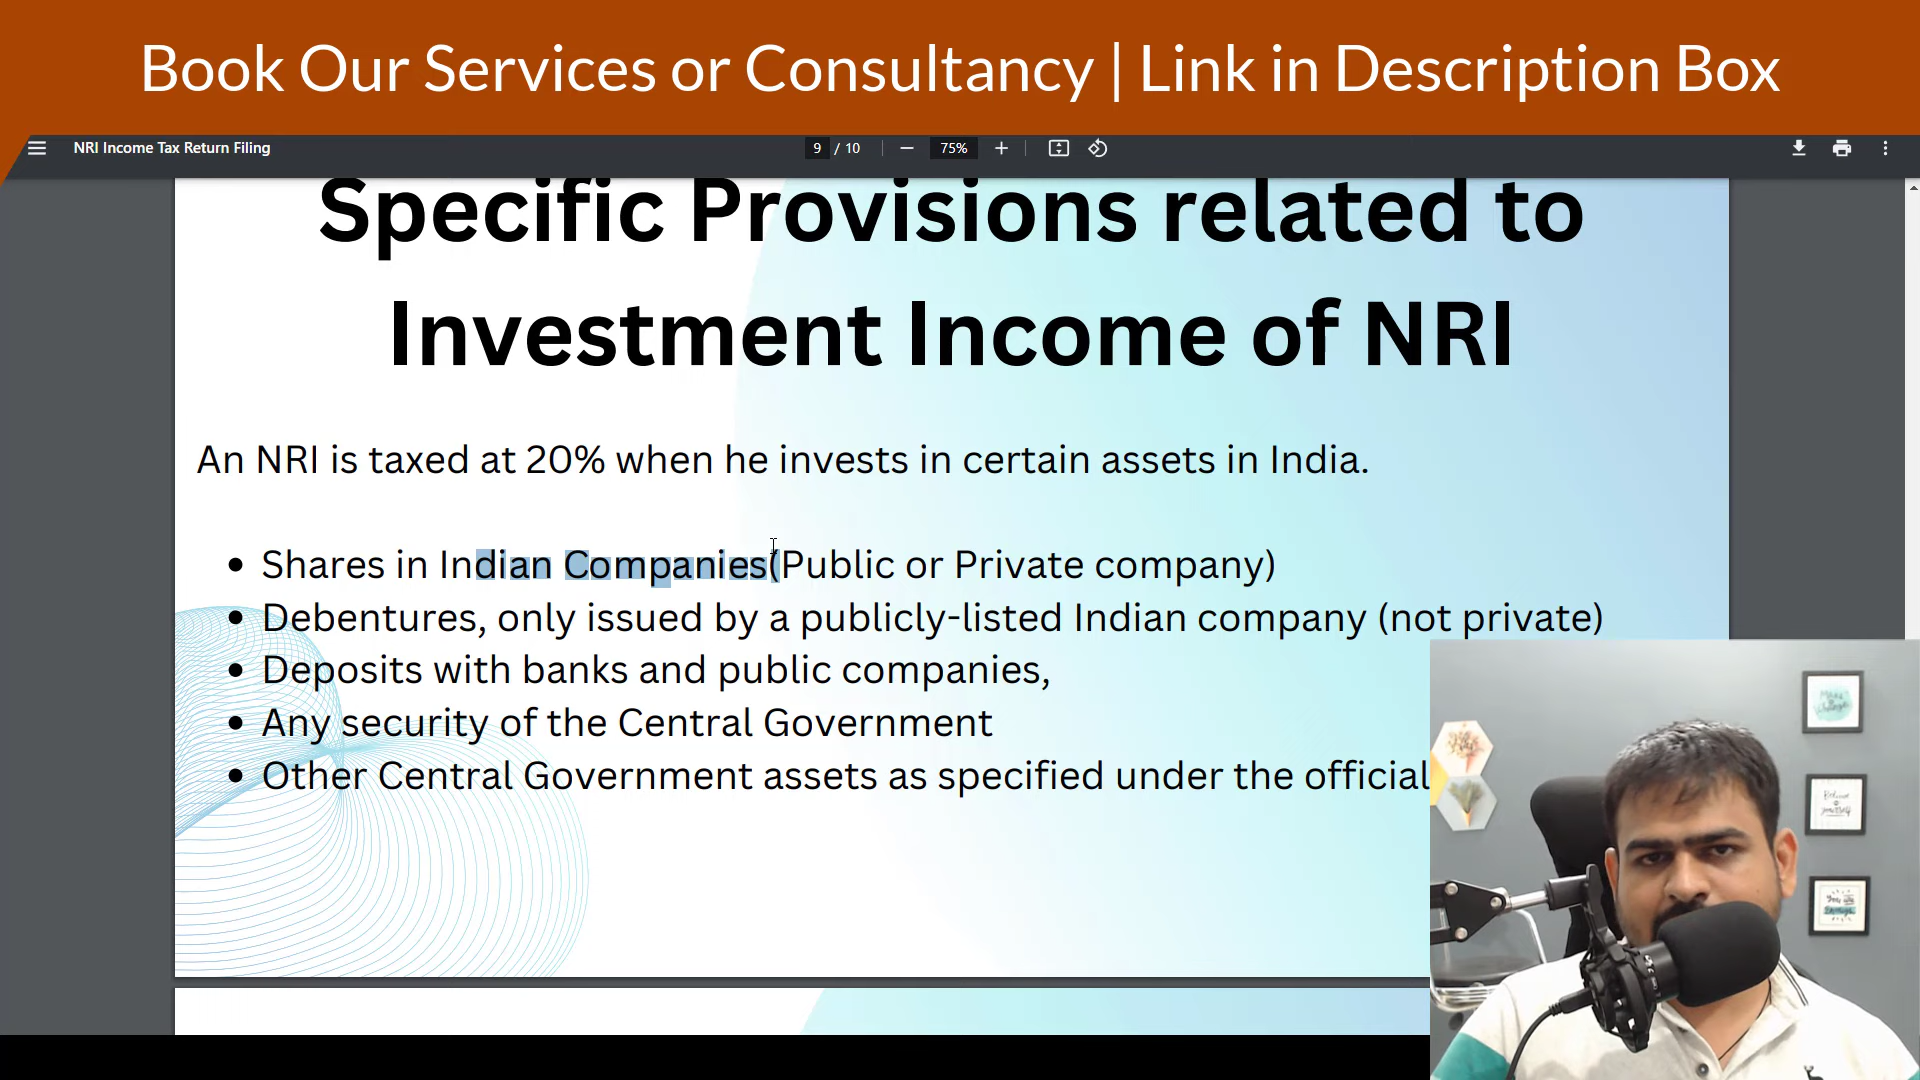 Book Our Services or Consultancy | Link in Description Box
NRI Income Tax Return Filing
9 / 10
75%
Specific Provisions related to
Investment Income of NRI
An NRI is taxed at 20% when he invests in certain assets in India.
• Shares in Indian Companies(Public or Private company)
• Debentures, only issued by a publicly-listed Indian company (not private)
• Deposits with banks and public companies,
• Any security of the Central Government
• Other Central Government assets as specified under the official